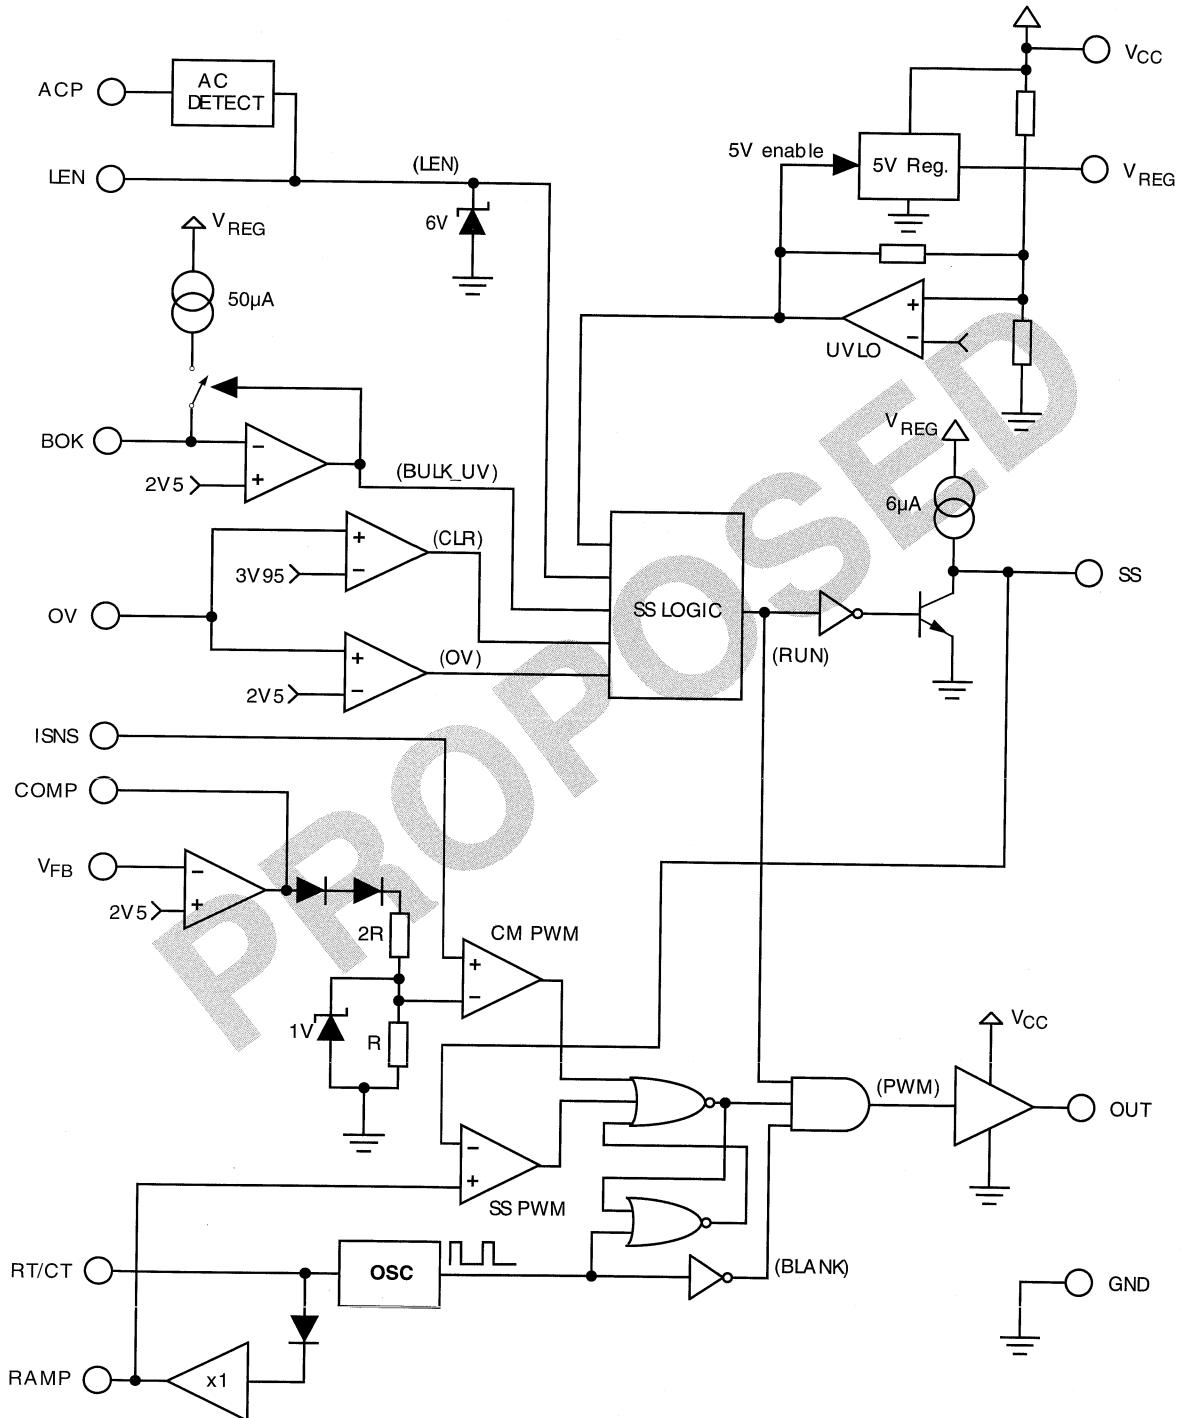 VCC
ACP
AC
DETECT
5V enable
5V Reg.
VREG
LEN
(LEN)
6V
VREG
50µA
+
−
UVLO
BOK
−
+
2V5
(BULK_UV)
VREG
6µA
+
−
3V95
(CLR)
SS
OV
SS LOGIC
(RUN)
+
−
2V5
(OV)
ISNS
COMP
VFB
−
+
2V5
2R
CM PWM
+
−
1V
R
VCC
(PWM)
OUT
−
+
SS PWM
RT/CT
OSC
(BLANK)
GND
RAMP
x1
PROPOSED